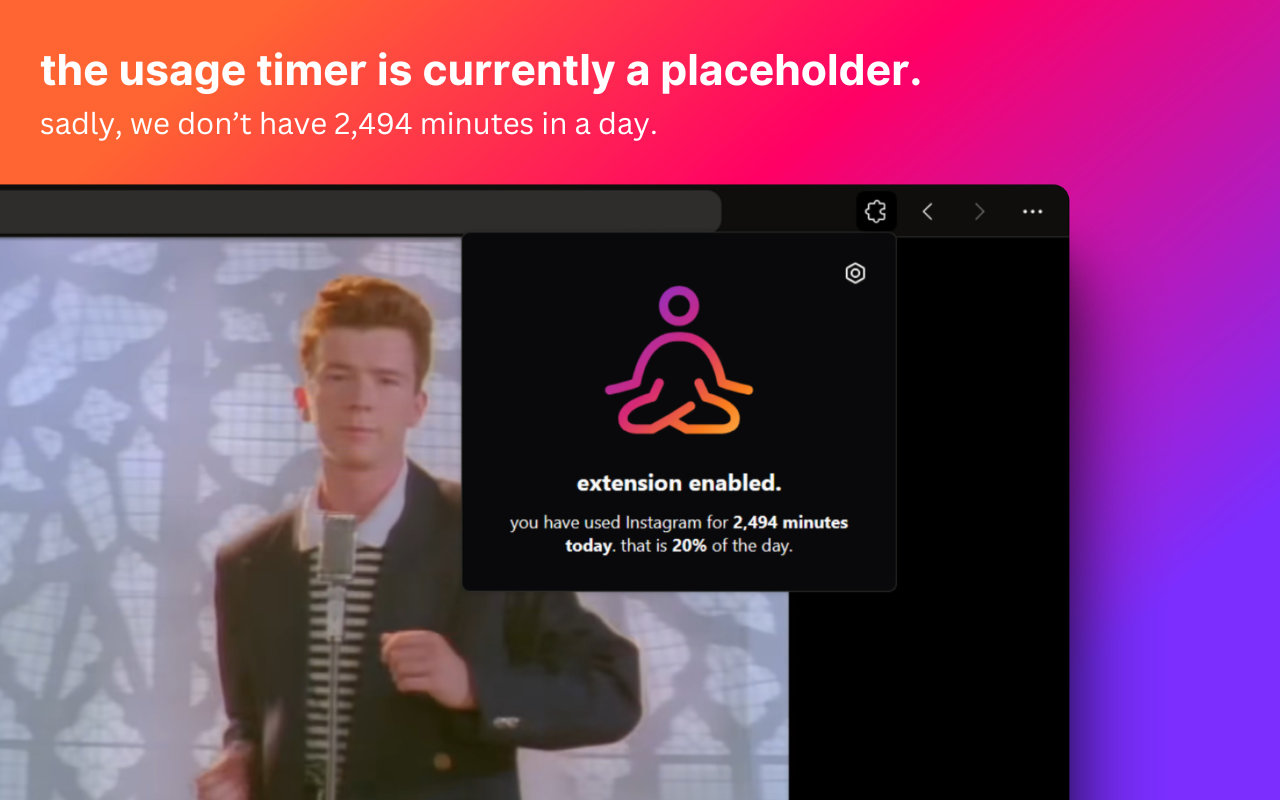 the usage timer is currently a placeholder.
sadly, we don’t have 2,494 minutes in a day.
extension enabled.
you have used Instagram for 2,494 minutes
today. that is 20% of the day.